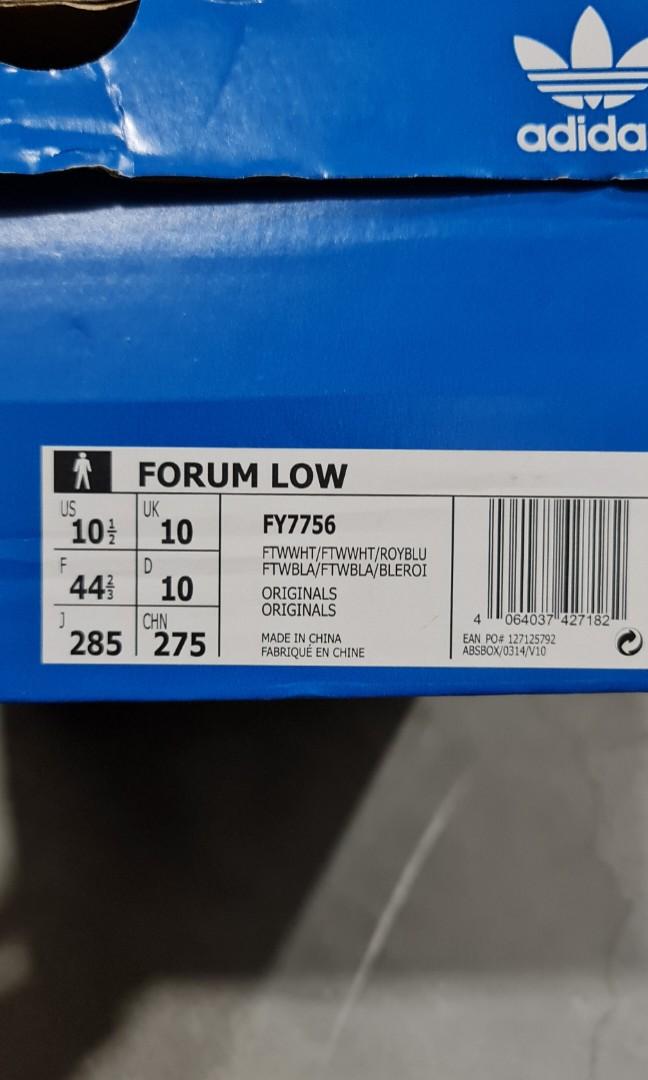 adidas
FORUM LOW
US
10½
UK
10
F
44⅔
D
10
J
285
CHN
275
FY7756
FTWWHT/FTWWHT/ROYBLU
FTWBLA/FTWBLA/BLEROI
ORIGINALS
ORIGINALS
MADE IN CHINA
FABRIQUÉ EN CHINE
4 064037 427182
EAN PO# 127125792
ABSBOX/0314/V10